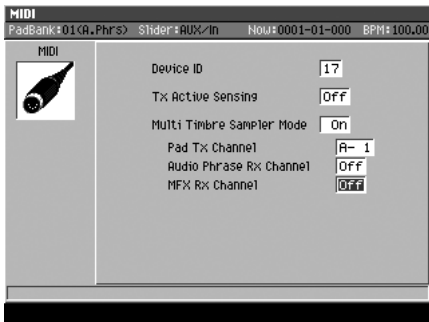 MIDI
PadBank:01(A.Phrs) Slider:AUX/In Now:0001-01-000 BPM:100.00
MIDI
Device ID 17
Tx Active Sensing Off
Multi Timbre Sampler Mode On
Pad Tx Channel A- 1
Audio Phrase Rx Channel Off
MFX Rx Channel Off